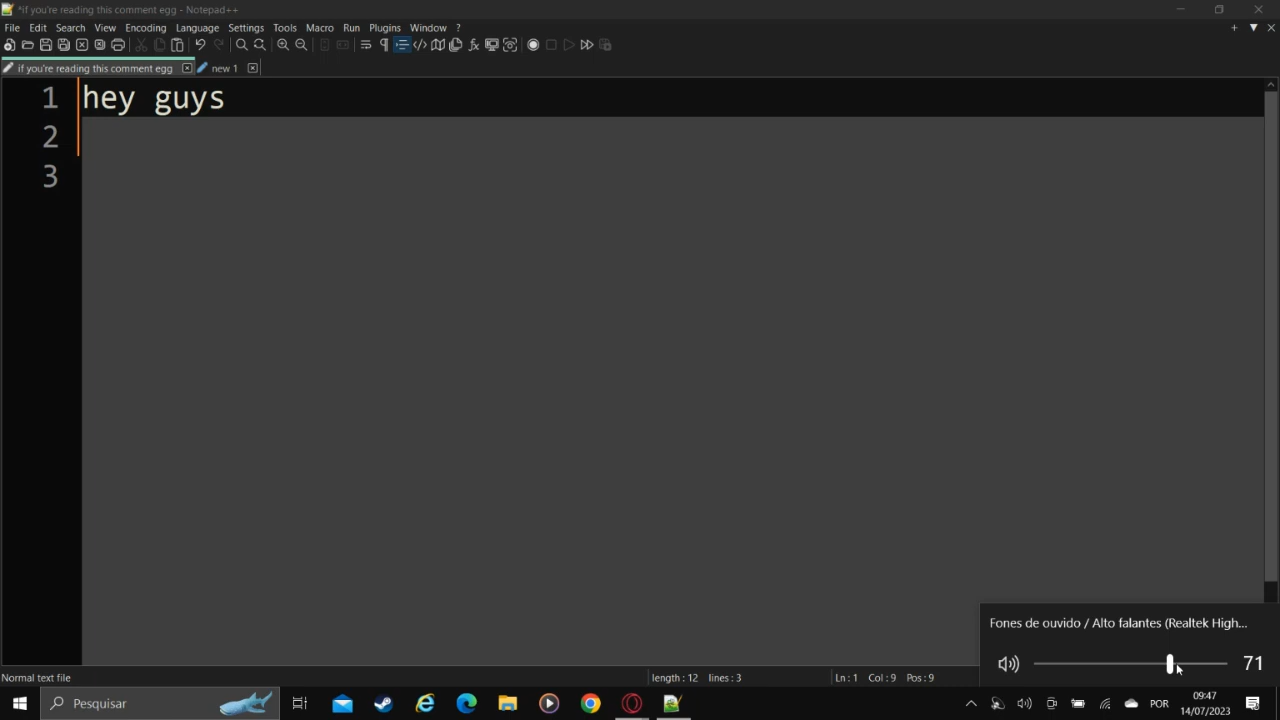 *if you're reading this comment egg - Notepad++
File Edit Search View Encoding Language Settings Tools Macro Run Plugins Window ?
if you're reading this comment egg new 1
1 hey guys
2
3
Fones de ouvido / Alto falantes (Realtek High...
71
Normal text file length : 12 lines : 3 Ln : 1 Col : 9 Pos : 9
Pesquisar POR 09:47
14/07/2023